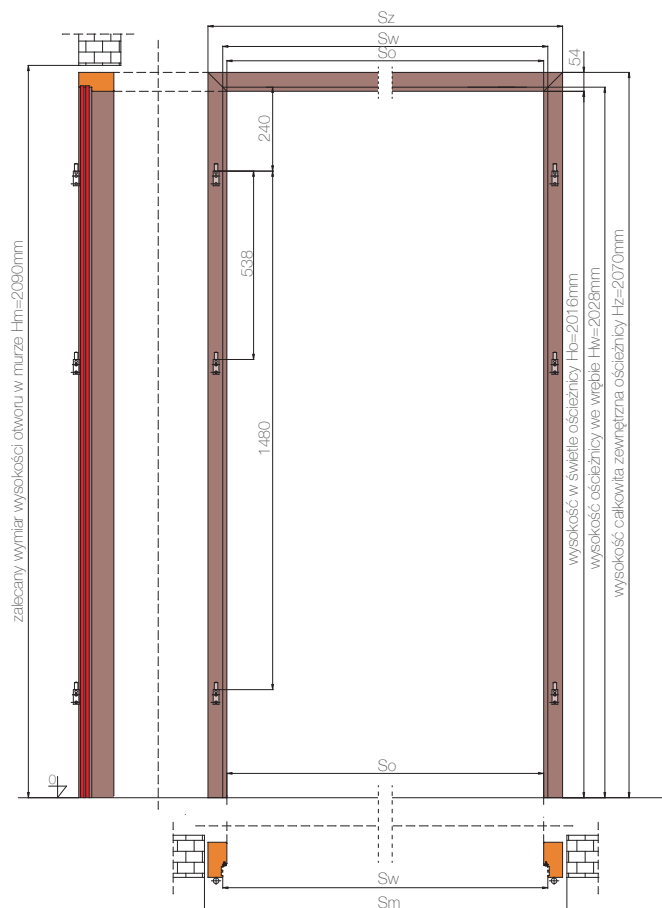 Sz
Sw
So
54
240
538
1480
zalecany wymiar wysokości otworu w murze Hm=2090mm
wysokość w świetle ościeżnicy Ho=2016mm
wysokość ościeżnicy we wrębie Hw=2028mm
wysokość całkowita zewnętrzna ościeżnicy Hz=2070mm
0
So
Sw
Sm